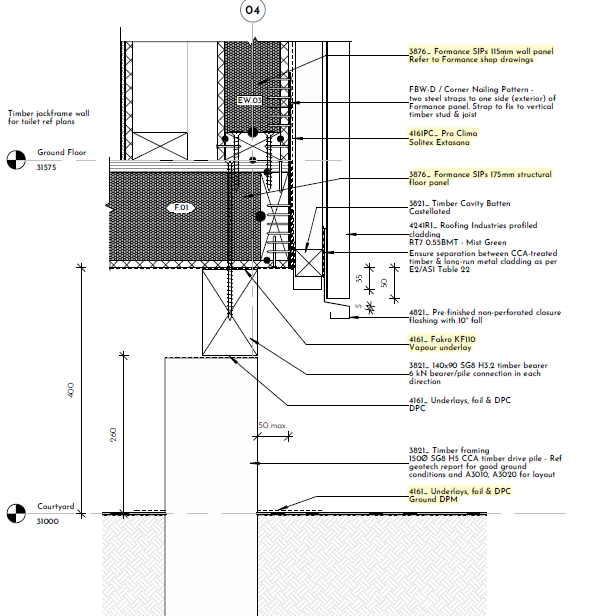 04
3876_ Formance SIPs 115mm wall panel
Refer to Formance shop drawings
FBW-D / Corner Nailing Pattern -
two steel straps to one side (exterior) of
Formance panel. Strap to fix to vertical
timber stud & joist
EW.03
Timber jackframe wall
for toilet ref plans
4161PC_ Pro Clima
Solitex Extasana
Ground Floor
31575
3876_ Formance SIPs 175mm structural
floor panel
F.01
3821_ Timber Cavity Batten
Castellated
4241RI_ Roofing Industries profiled
cladding
RT7 0.55BMT - Mist Green
Ensure separation between CCA-treated
timber & long-run metal cladding as per
E2/AS1 Table 22
35
50
5
4821_ Pre-finished non-perforated closure
flashing with 10° fall
4161_ Fakro KF110
Vapour underlay
3821_ 140x90 SG8 H3.2 timber bearer
6 kN bearer/pile connection in each
direction
400
260
4161_ Underlays, foil & DPC
DPC
50 max.
3821_ Timber framing
150Ø SG8 H5 CCA timber drive pile - Ref
geotech report for good ground
conditions and A3010, A3020 for layout
4161_ Underlays, foil & DPC
Ground DPM
Courtyard
31000